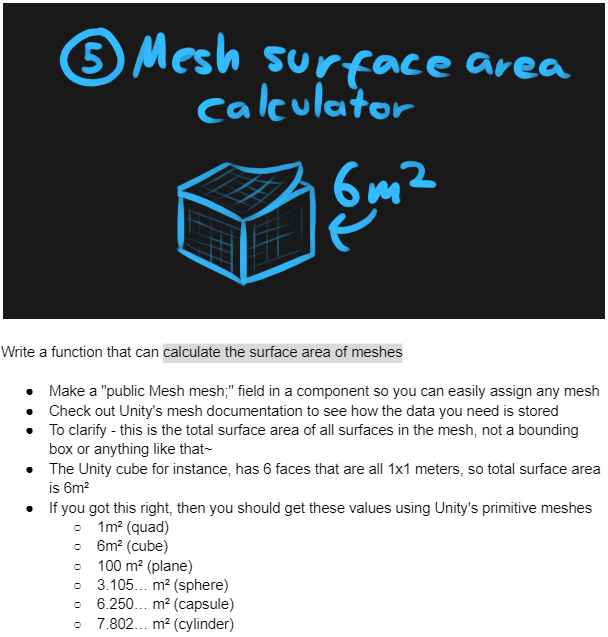 5 Mesh surface area
calculator
6m²
Write a function that can calculate the surface area of meshes
● Make a "public Mesh mesh;" field in a component so you can easily assign any mesh
● Check out Unity's mesh documentation to see how the data you need is stored
● To clarify - this is the total surface area of all surfaces in the mesh, not a bounding
box or anything like that~
● The Unity cube for instance, has 6 faces that are all 1x1 meters, so total surface area
is 6m²
● If you got this right, then you should get these values using Unity's primitive meshes
○ 1m² (quad)
○ 6m² (cube)
○ 100 m² (plane)
○ 3.105... m² (sphere)
○ 6.250... m² (capsule)
○ 7.802... m² (cylinder)